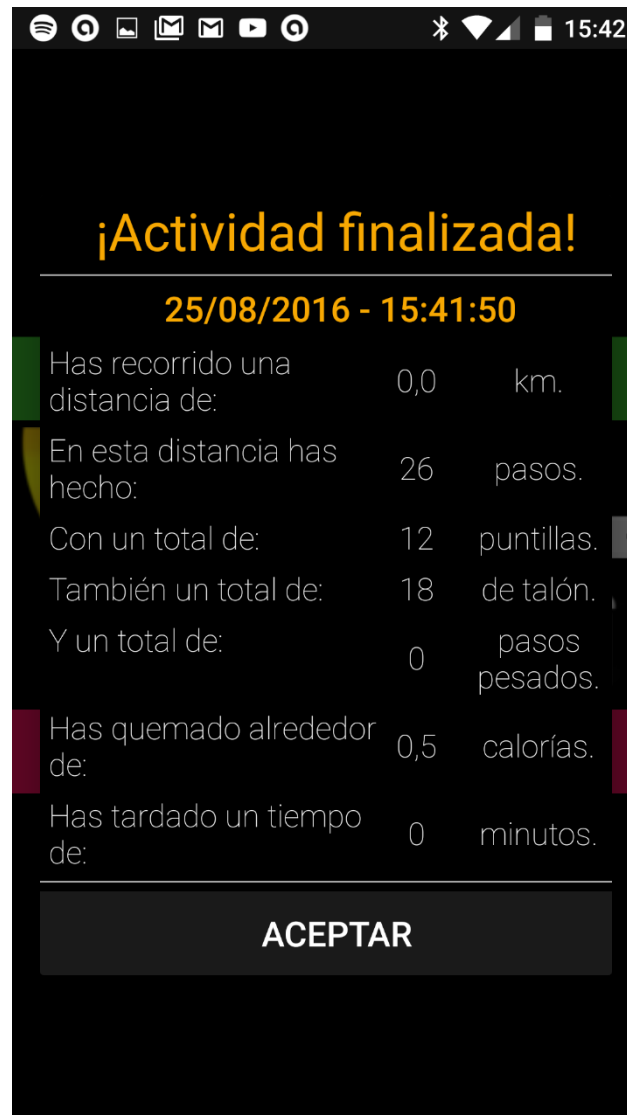 15:42
¡Actividad finalizada!
25/08/2016 - 15:41:50
Has recorrido una
distancia de:
0,0
km.
En esta distancia has
hecho:
26
pasos.
Con un total de:
12
puntillas.
También un total de:
18
de talón.
Y un total de:
0
pasos
pesados.
Has quemado alrededor
de:
0,5
calorías.
Has tardado un tiempo
de:
0
minutos.
ACEPTAR